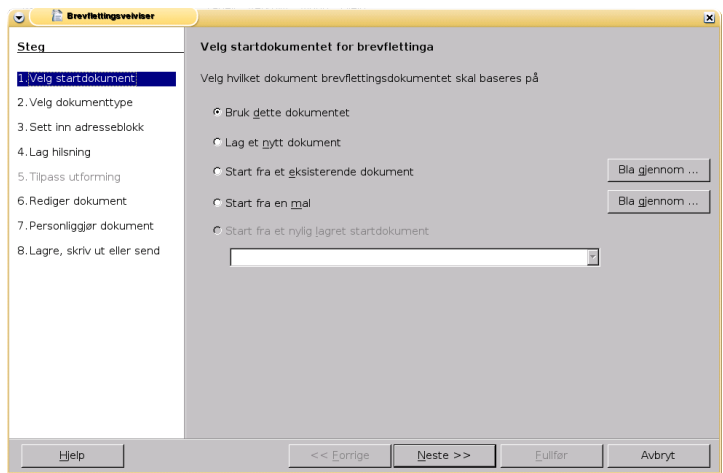 Brevflettingsveiviser
Steg
1. Velg startdokument
2. Velg dokumenttype
3. Sett inn adresseblokk
4. Lag hilsning
5. Tilpass utforming
6. Rediger dokument
7. Personliggjør dokument
8. Lagre, skriv ut eller send
Velg startdokumentet for brevflettinga
Velg hvilket dokument brevflettingsdokumentet skal baseres på
Bruk dette dokumentet
Lag et nytt dokument
Start fra et eksisterende dokument
Bla gjennom ...
Start fra en mal
Bla gjennom ...
Start fra et nylig lagret startdokument
Hjelp
<< Forrige
Neste >>
Fullfør
Avbryt